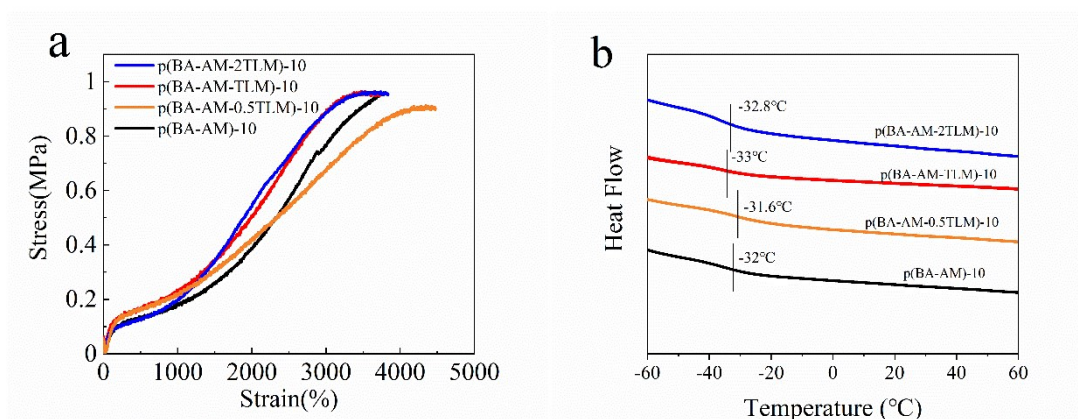 a
p(BA-AM-2TLM)-10
p(BA-AM-TLM)-10
p(BA-AM-0.5TLM)-10
p(BA-AM)-10
1
0.8
0.6
0.4
0.2
0
0 1000 2000 3000 4000 5000
Stress(MPa)
Strain(%)
b
-32.8℃
p(BA-AM-2TLM)-10
-33℃
p(BA-AM-TLM)-10
-31.6℃
p(BA-AM-0.5TLM)-10
-32℃
p(BA-AM)-10
Heat Flow
-60 -40 -20 0 20 40 60
Temperature (℃)